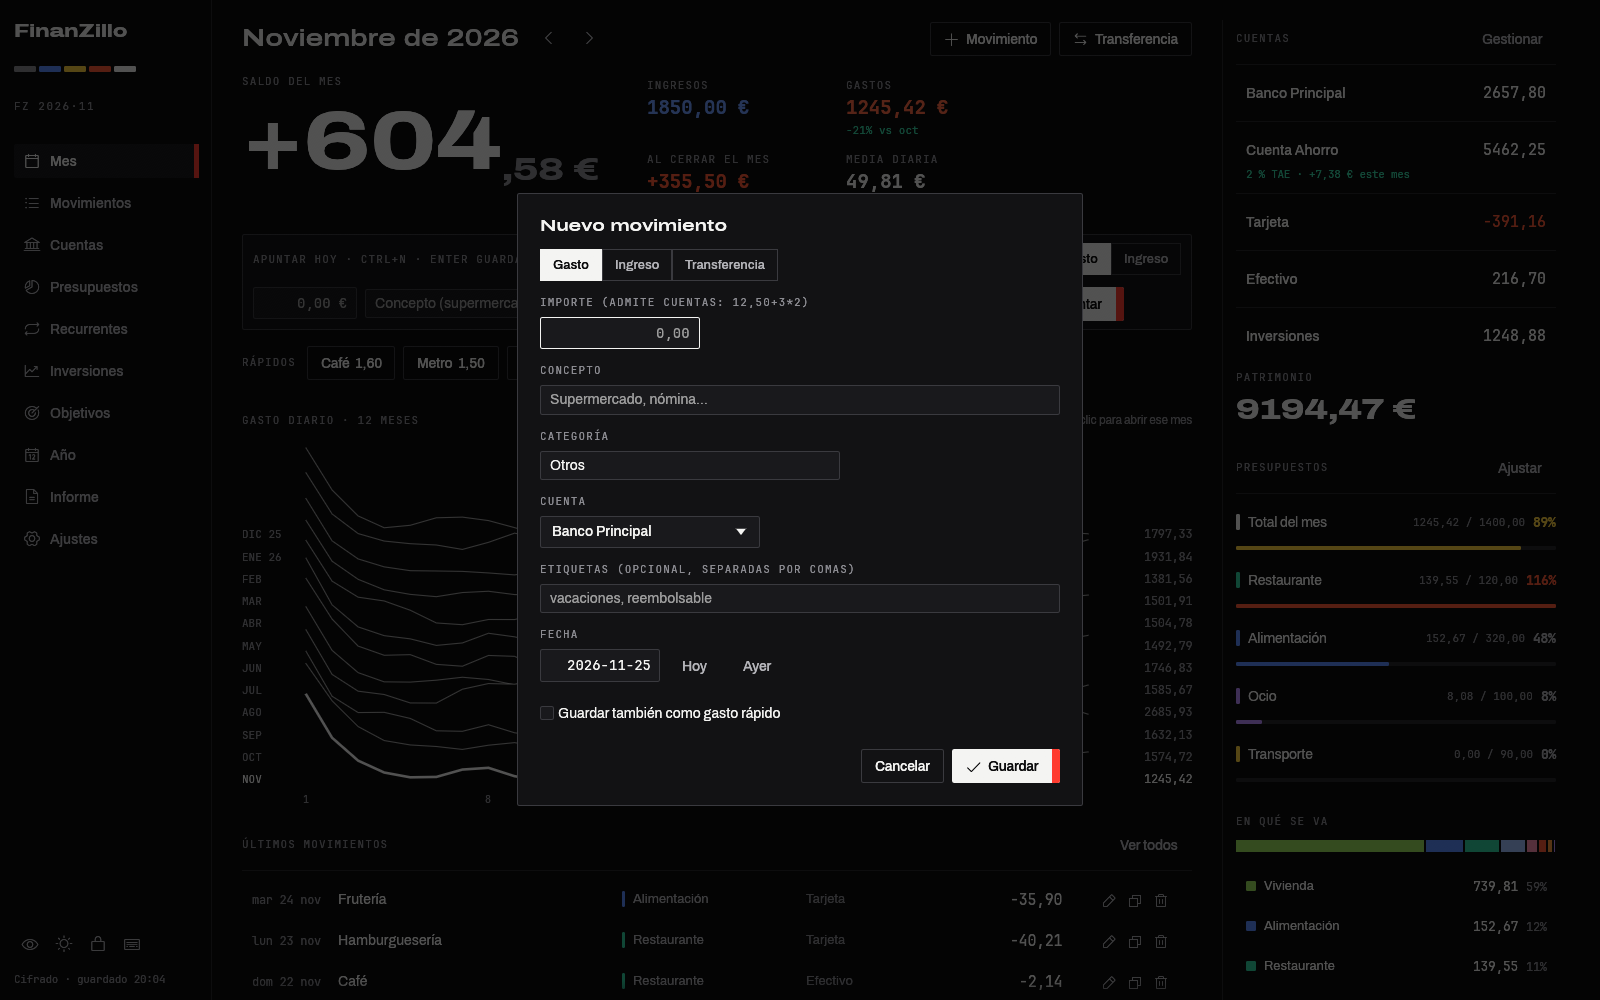 FinanZillo
FZ 2026·11
Mes
Movimientos
Cuentas
Presupuestos
Recurrentes
Inversiones
Objetivos
Año
Informe
Ajustes
Cifrado · guardado 20:04
Noviembre de 2026
Movimiento
Transferencia
SALDO DEL MES
+604,58 €
INGRESOS
1850,00 €
GASTOS
1245,42 €
-21% vs oct
AL CERRAR EL MES
+355,50 €
MEDIA DIARIA
49,81 €
APUNTAR HOY · CTRL+N · ENTER GUARDA
Ingreso
0,00 €
Concepto (supermerca
RÁPIDOS
Café 1,60
Metro 1,50
GASTO DIARIO · 12 MESES
clic para abrir ese mes
DIC 25 1797,33
ENE 26 1931,84
FEB 1381,56
MAR 1501,91
ABR 1504,78
MAY 1492,79
JUN 1746,83
JUL 1585,67
AGO 2685,93
SEP 1632,13
OCT 1574,72
NOV 1245,42
1 8
Nuevo movimiento
Gasto Ingreso Transferencia
IMPORTE (ADMITE CUENTAS: 12,50+3*2)
0,00
CONCEPTO
Supermercado, nómina...
CATEGORÍA
Otros
CUENTA
Banco Principal
ETIQUETAS (OPCIONAL, SEPARADAS POR COMAS)
vacaciones, reembolsable
FECHA
2026-11-25 Hoy Ayer
Guardar también como gasto rápido
Cancelar Guardar
ÚLTIMOS MOVIMIENTOS
Ver todos
mar 24 nov Frutería Alimentación Tarjeta -35,90
lun 23 nov Hamburguesería Restaurante Tarjeta -40,21
dom 22 nov Café Restaurante Efectivo -2,14
CUENTAS
Gestionar
Banco Principal 2657,80
Cuenta Ahorro 5462,25
2 % TAE · +7,38 € este mes
Tarjeta -391,16
Efectivo 216,70
Inversiones 1248,88
PATRIMONIO
9194,47 €
PRESUPUESTOS
Ajustar
Total del mes 1245,42 / 1400,00 89%
Restaurante 139,55 / 120,00 116%
Alimentación 152,67 / 320,00 48%
Ocio 8,08 / 100,00 8%
Transporte 0,00 / 90,00 0%
EN QUÉ SE VA
Vivienda 739,81 59%
Alimentación 152,67 12%
Restaurante 139,55 11%